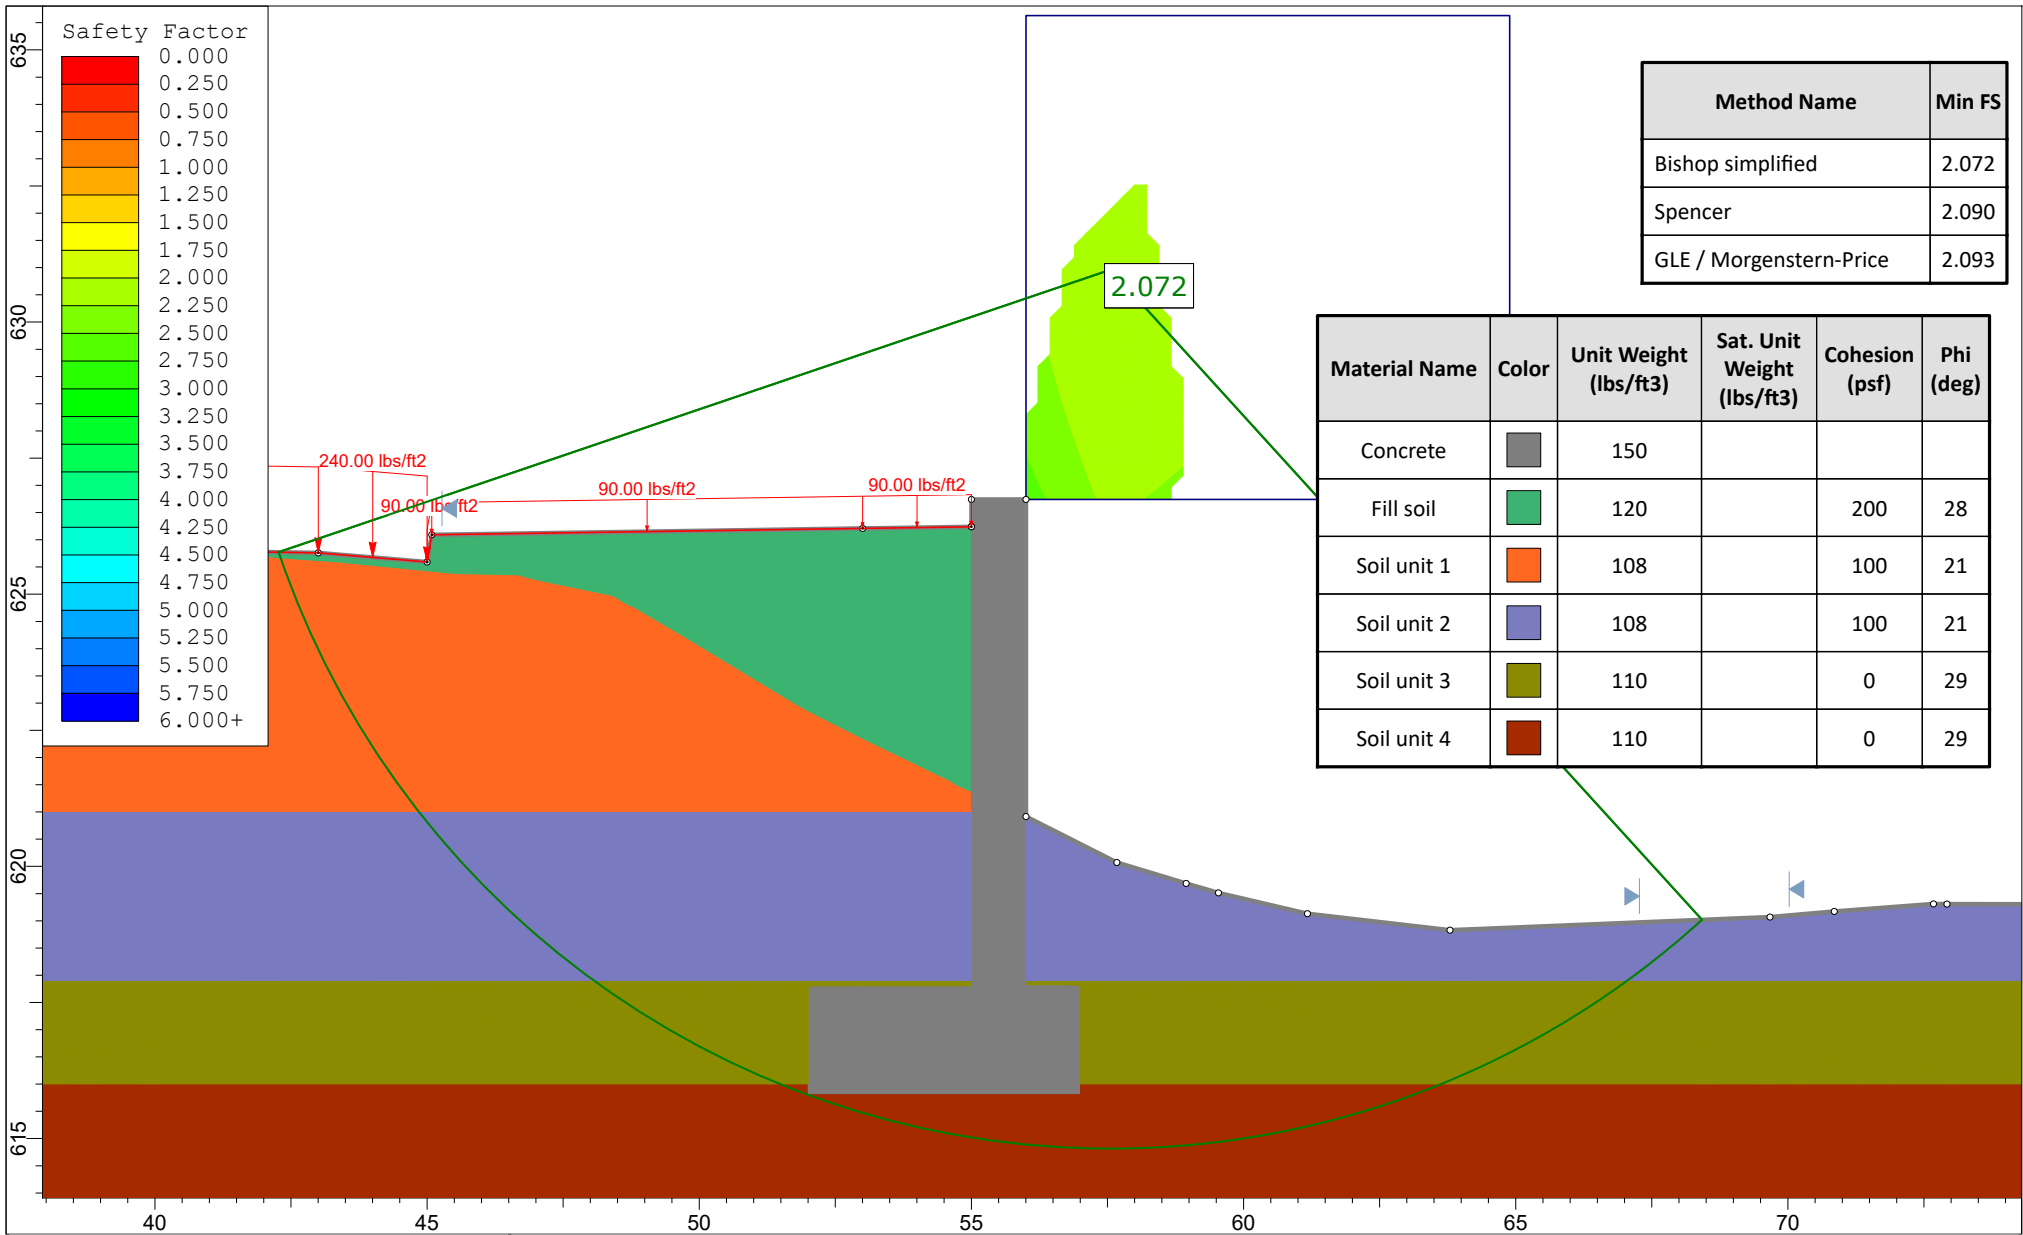 Safety Factor
0.000
0.250
0.500
0.750
1.000
1.250
1.500
1.750
2.000
2.250
2.500
2.750
3.000
3.250
3.500
3.750
4.000
4.250
4.500
4.750
5.000
5.250
5.500
5.750
6.000+
635
630
625
620
615
40 45 50 55 60 65 70
240.00 lbs/ft2
90.00 lbs/ft2
90.00 lbs/ft2
90.00 lbs/ft2
2.072
Method Name Min FS
Bishop simplified 2.072
Spencer 2.090
GLE / Morgenstern-Price 2.093
Material Name Color Unit Weight (lbs/ft3) Sat. Unit Weight (lbs/ft3) Cohesion (psf) Phi (deg)
Concrete 150
Fill soil 120 200 28
Soil unit 1 108 100 21
Soil unit 2 108 100 21
Soil unit 3 110 0 29
Soil unit 4 110 0 29